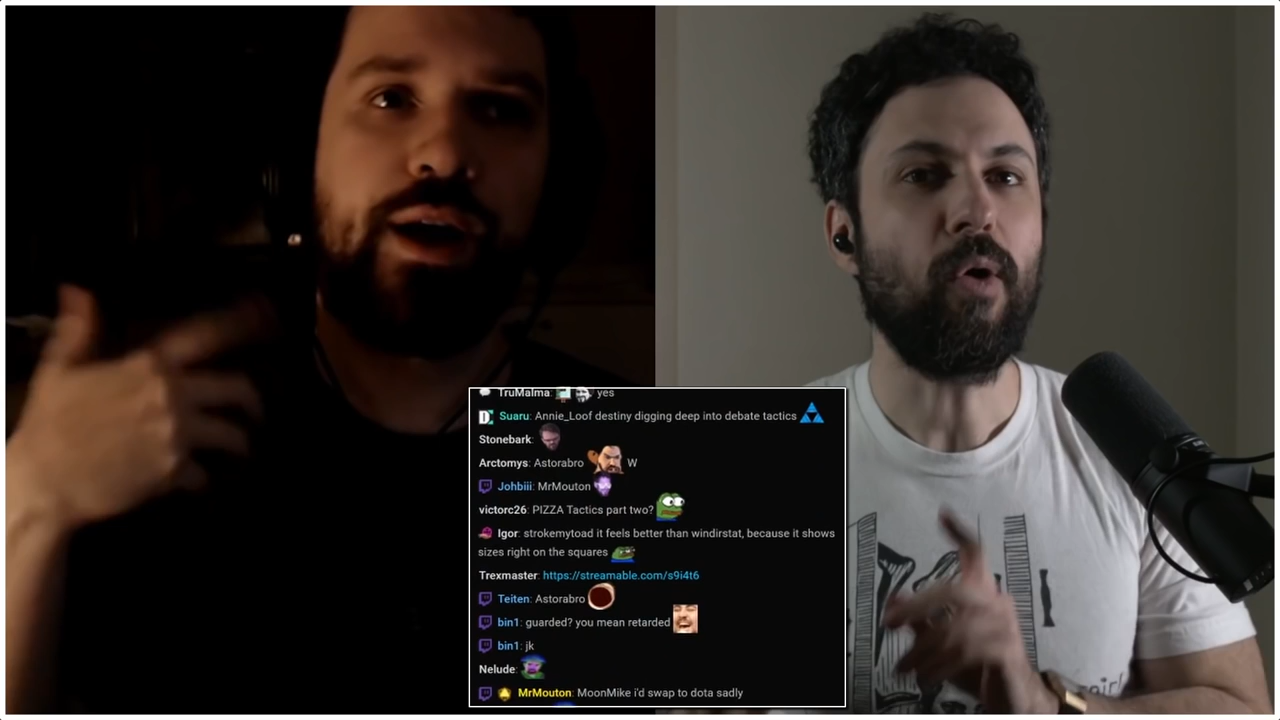 TruMalma: yes
Suaru: Annie_Loof destiny digging deep into debate tactics
Stonebark:
Arctomys: Astorabro W
Johbiii: MrMouton
victorc26: PIZZA Tactics part two?
Igor: strokemytoad it feels better than windirstat, because it shows
sizes right on the squares
Trexmaster: https://streamable.com/s9i4t6
Teiten: Astorabro
bin1: guarded? you mean retarded
bin1: jk
Nelude:
MrMouton: MoonMike i'd swap to dota sadly